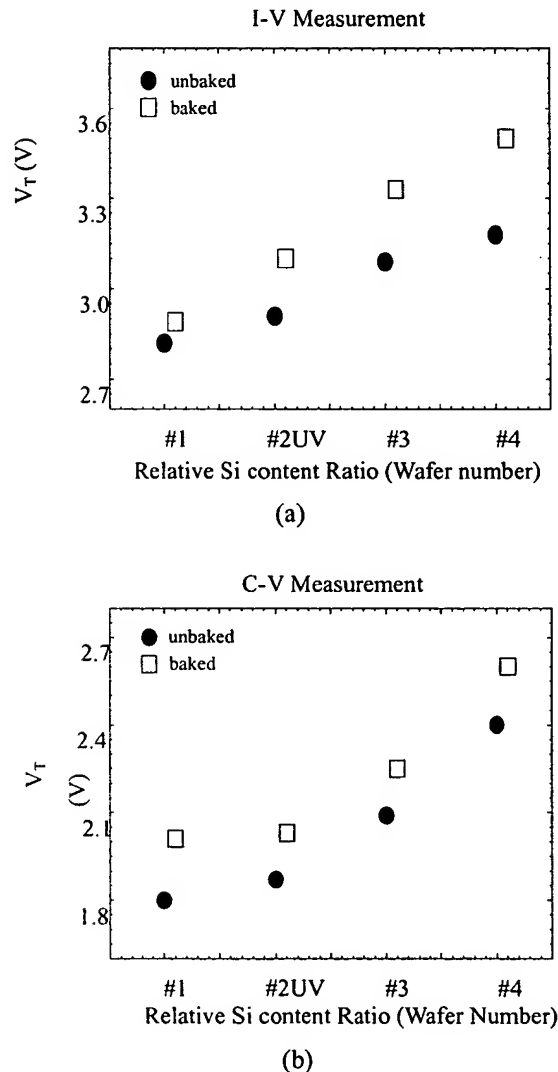 I-V Measurement
unbaked
baked
3.6
3.3
3.0
2.7
V_T (V)
#1 #2UV #3 #4
Relative Si content Ratio (Wafer number)
(a)
C-V Measurement
unbaked
baked
2.7
2.4
2.1
1.8
V_T
(V)
#1 #2UV #3 #4
Relative Si content Ratio (Wafer Number)
(b)